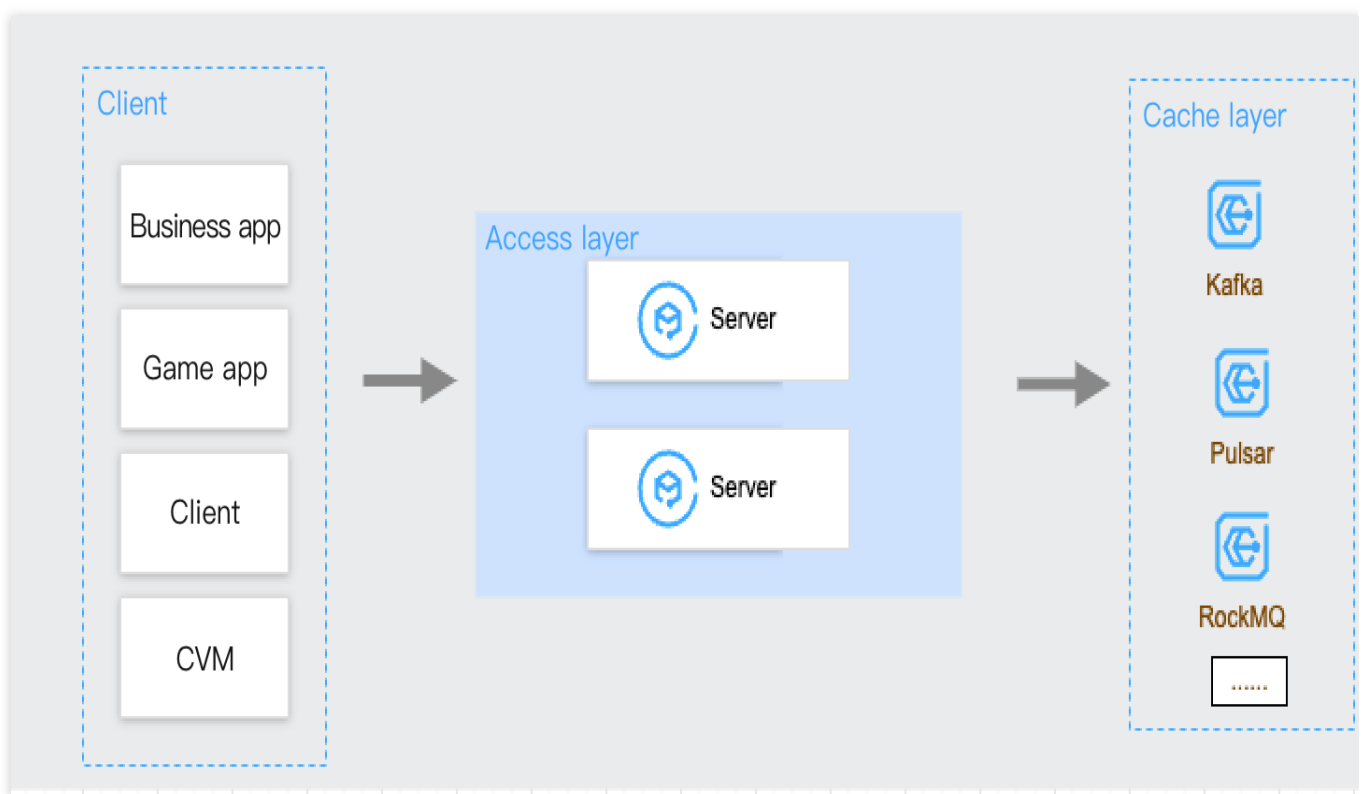 Client
Business app
Game app
Client
CVM
Access layer
Server
Server
Cache layer
Kafka
Pulsar
RockMQ
......